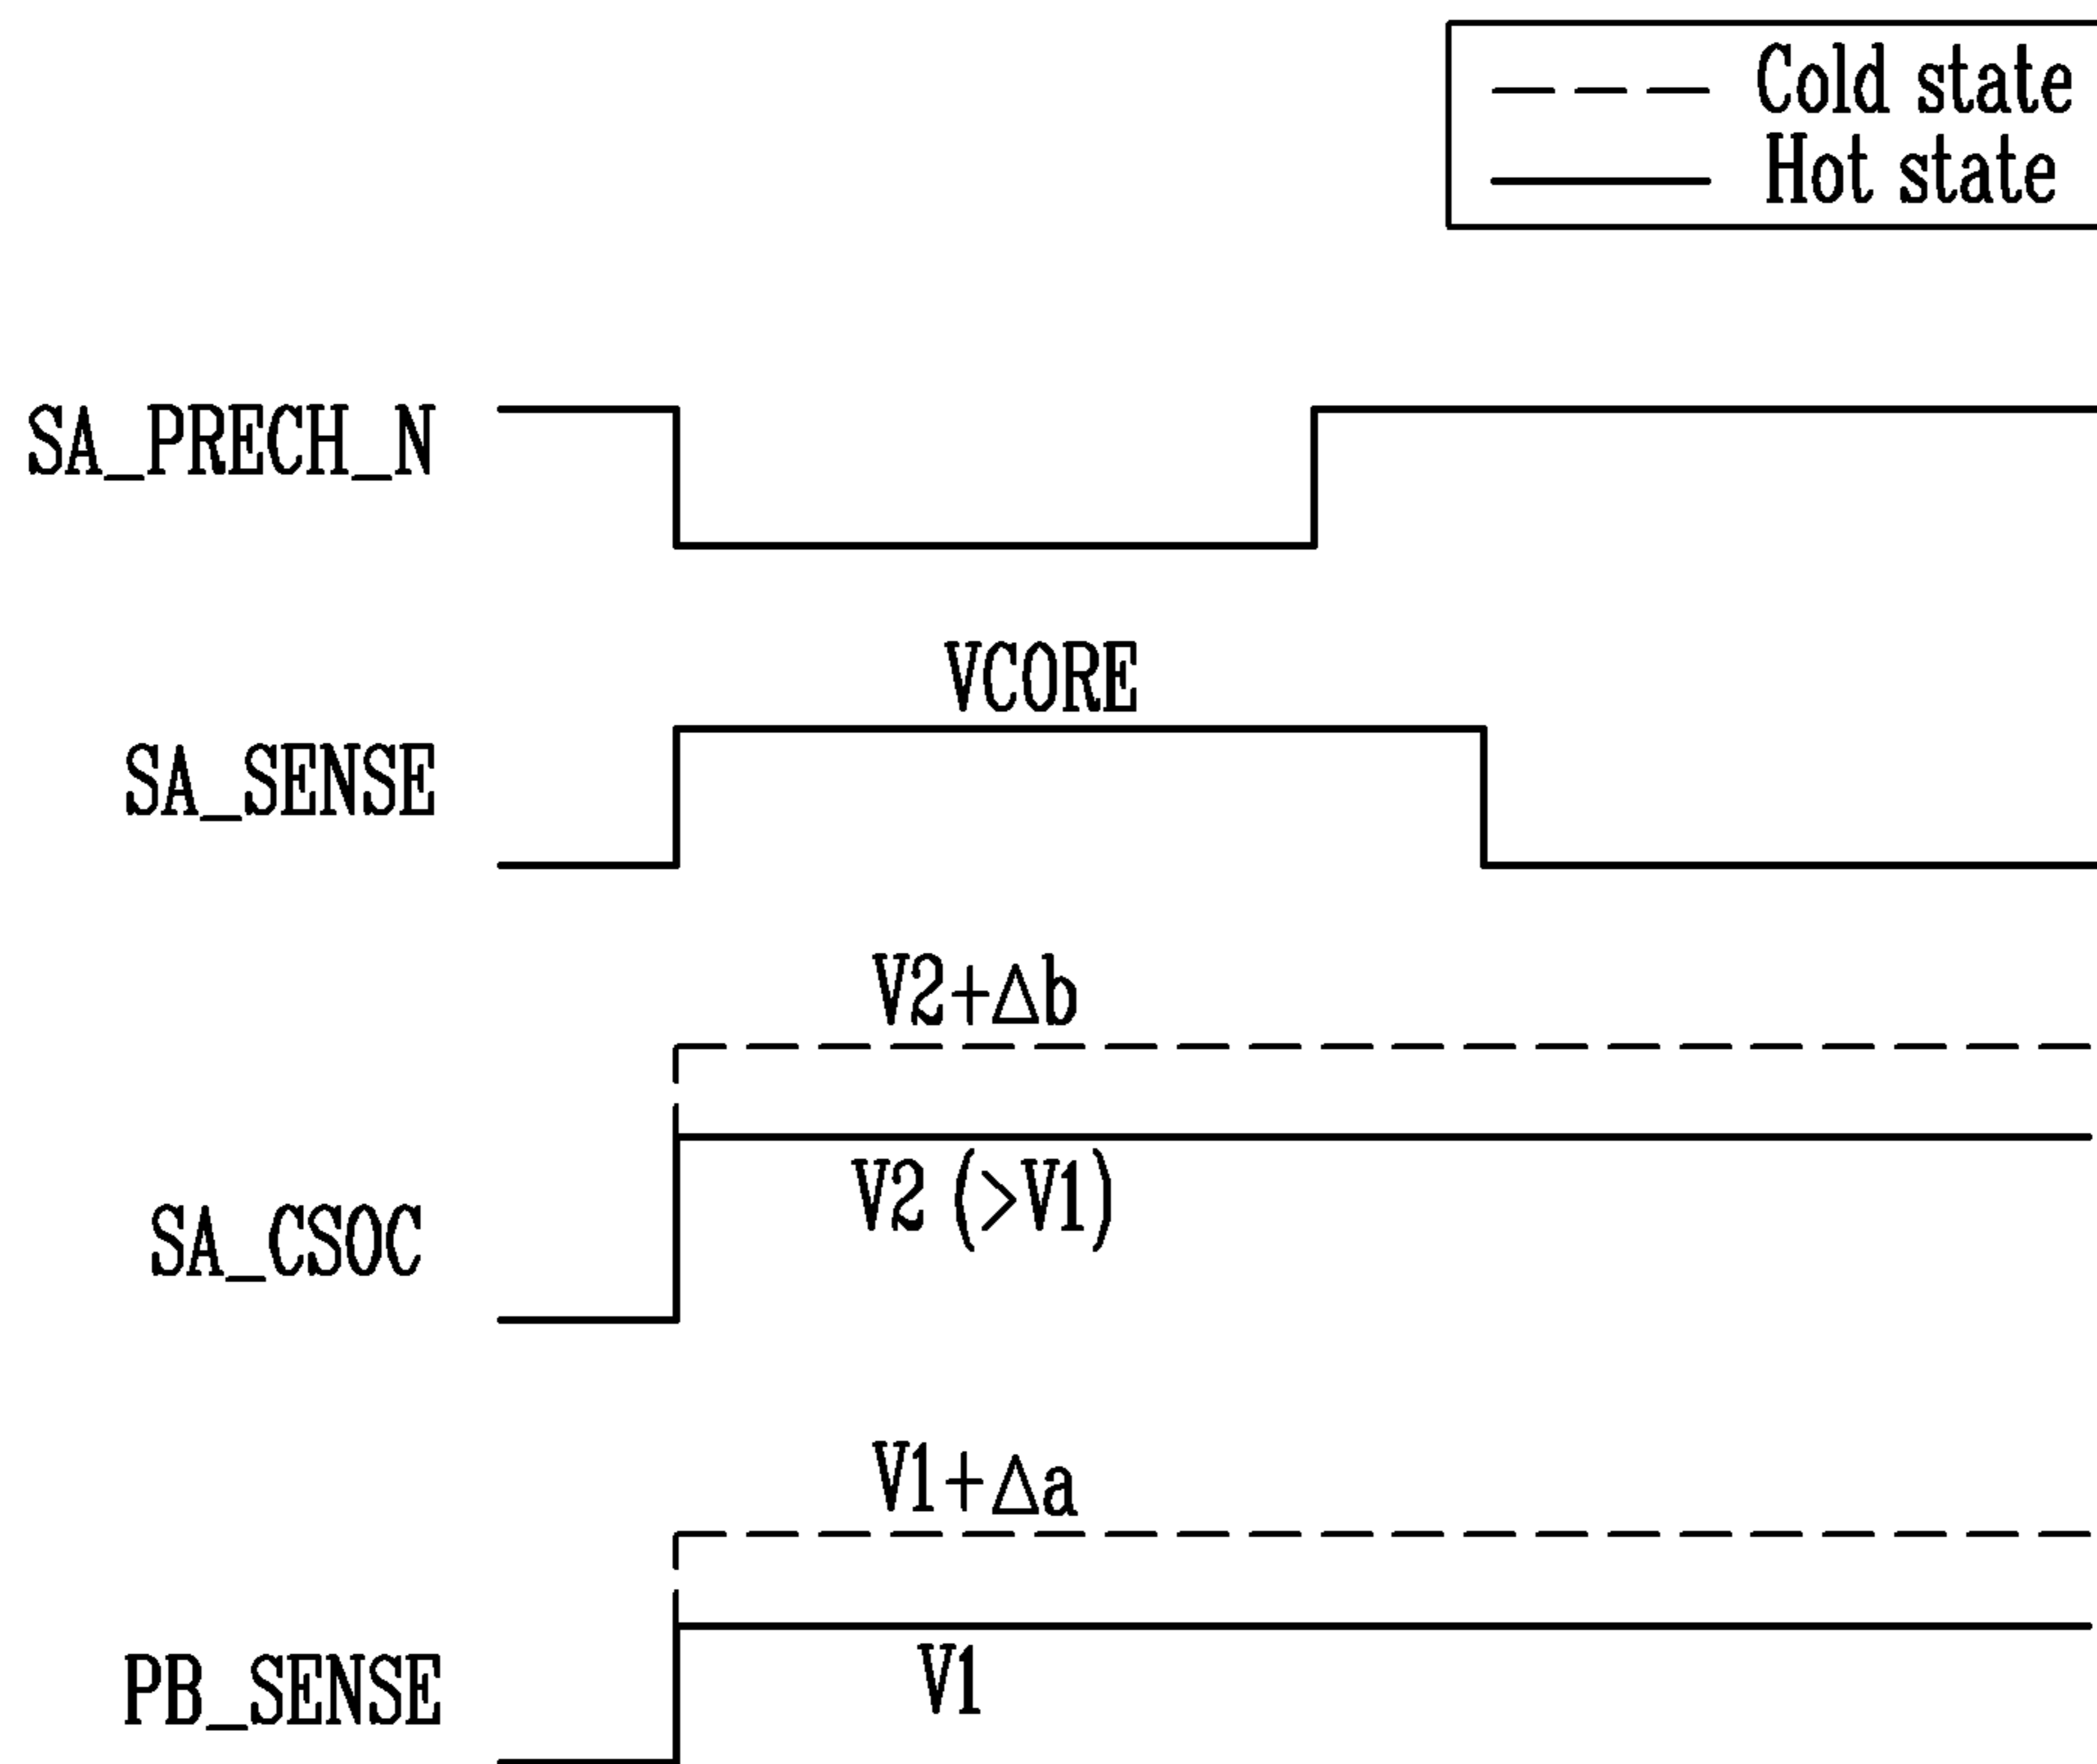 Cold state
Hot state
SA_PRECH_N
VCORE
SA_SENSE
V2+Δb
V2 (>V1)
SA_CSOC
V1+Δa
V1
PB_SENSE